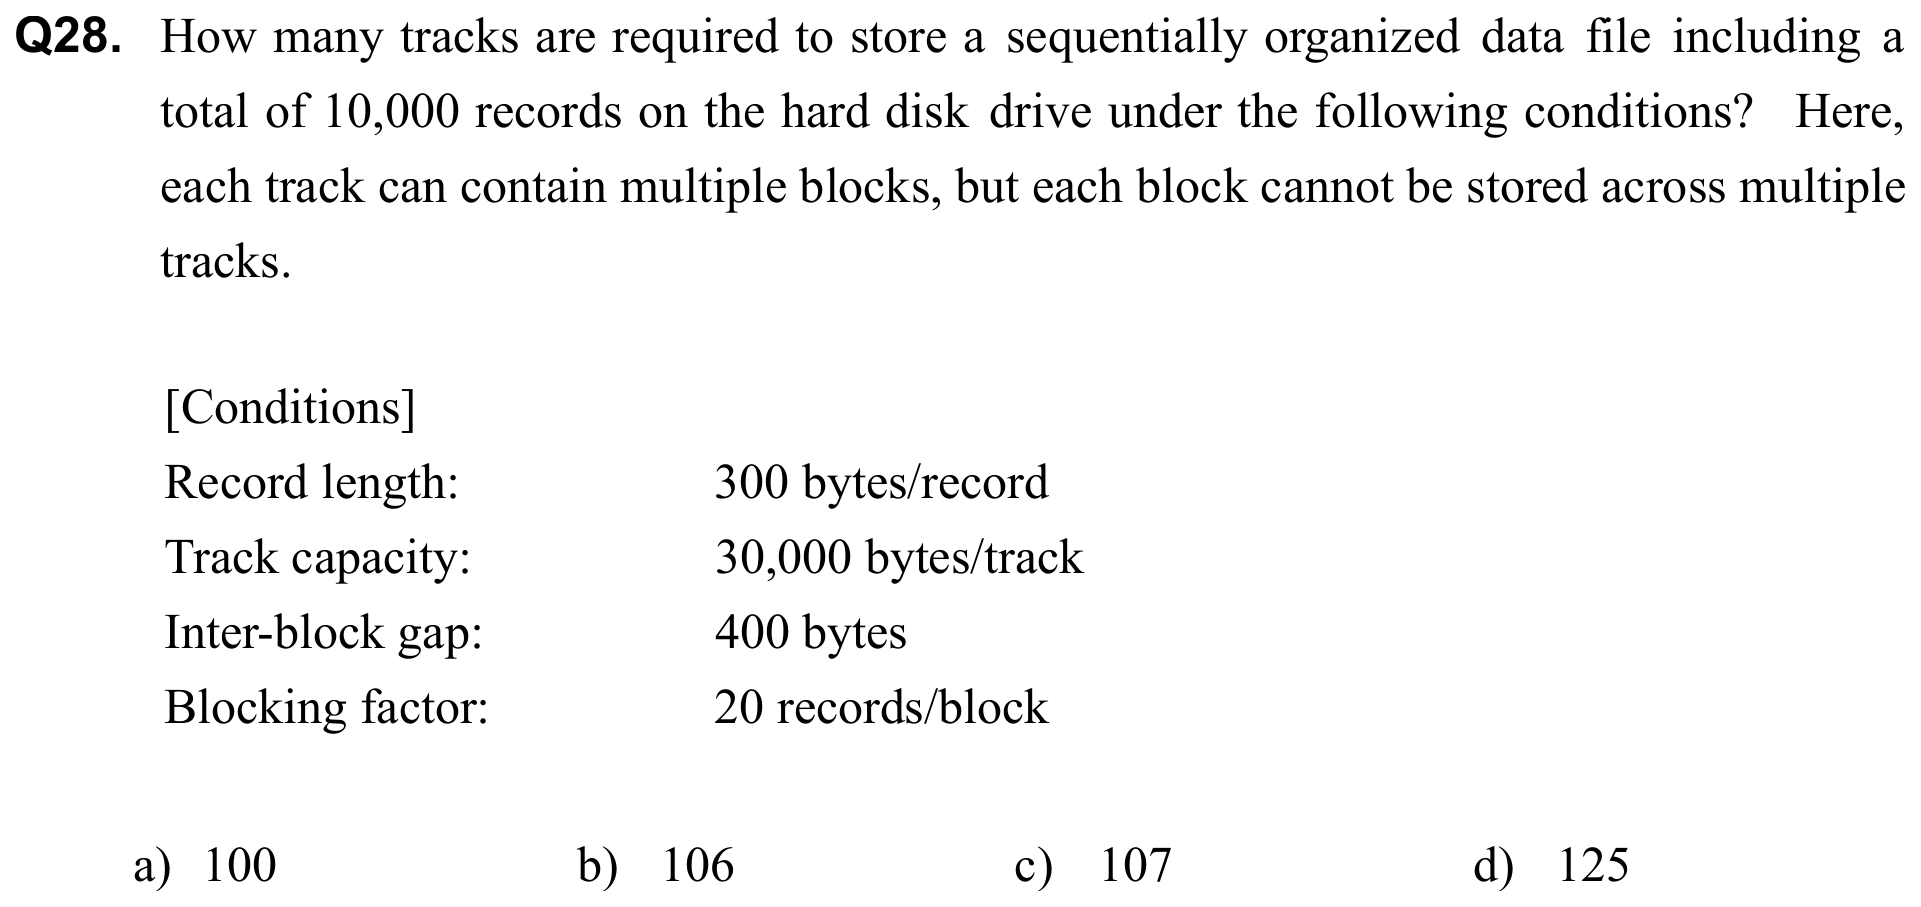 Q28. How many tracks are required to store a sequentially organized data file including a
total of 10,000 records on the hard disk drive under the following conditions? Here,
each track can contain multiple blocks, but each block cannot be stored across multiple
tracks.
[Conditions]
Record length: 300 bytes/record
Track capacity: 30,000 bytes/track
Inter-block gap: 400 bytes
Blocking factor: 20 records/block
a) 100 b) 106 c) 107 d) 125